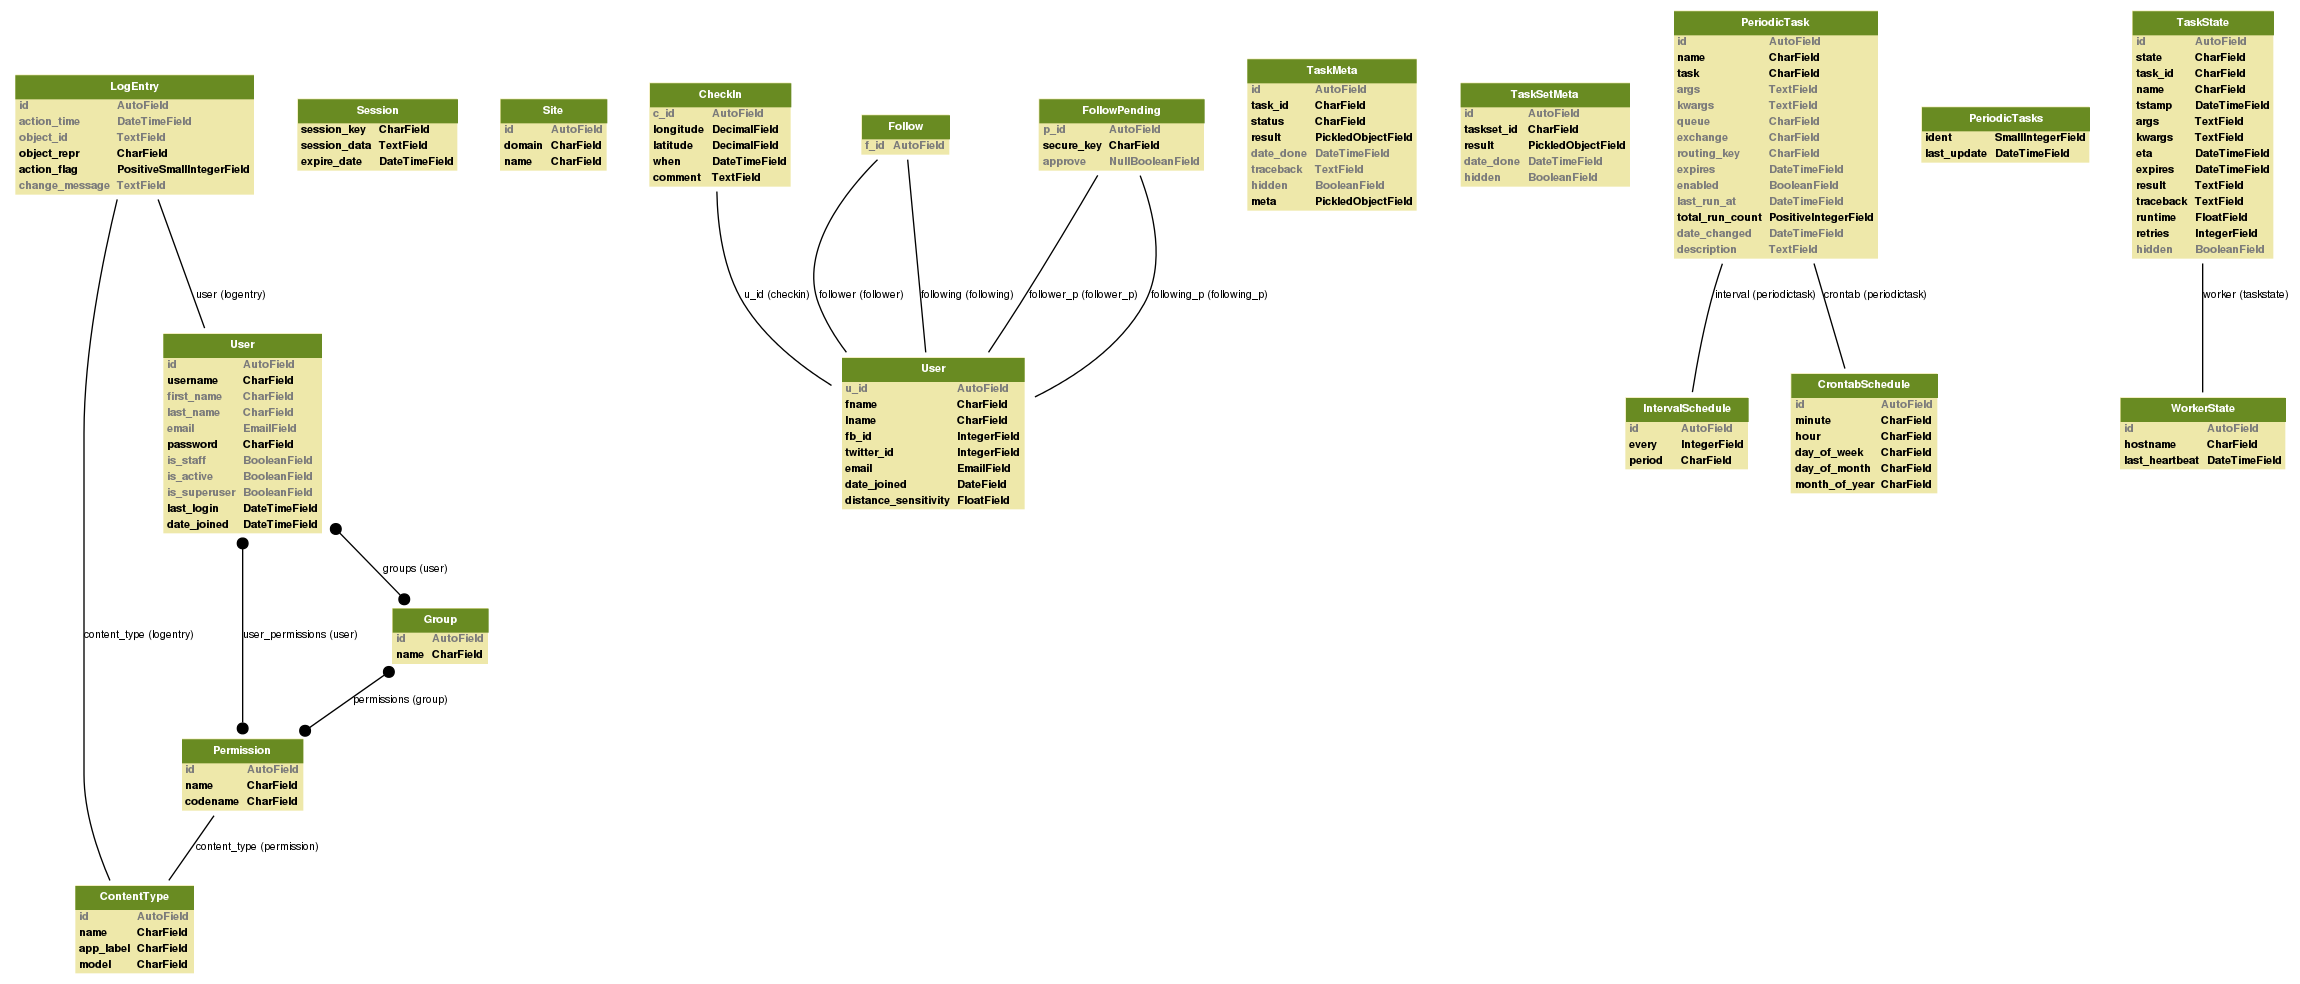 LogEntry
id AutoField
action_time DateTimeField
object_id TextField
object_repr CharField
action_flag PositiveSmallIntegerField
change_message TextField
Session
session_key CharField
session_data TextField
expire_date DateTimeField
Site
id AutoField
domain CharField
name CharField
CheckIn
c_id AutoField
longitude DecimalField
latitude DecimalField
when DateTimeField
comment TextField
Follow
f_id AutoField
FollowPending
p_id AutoField
secure_key CharField
approve NullBooleanField
TaskMeta
id AutoField
task_id CharField
status CharField
result PickledObjectField
date_done DateTimeField
traceback TextField
hidden BooleanField
meta PickledObjectField
TaskSetMeta
id AutoField
taskset_id CharField
result PickledObjectField
date_done DateTimeField
hidden BooleanField
PeriodicTask
id AutoField
name CharField
task CharField
args TextField
kwargs TextField
queue CharField
exchange CharField
routing_key CharField
expires DateTimeField
enabled BooleanField
last_run_at DateTimeField
total_run_count PositiveIntegerField
date_changed DateTimeField
description TextField
PeriodicTasks
ident SmallIntegerField
last_update DateTimeField
TaskState
id AutoField
state CharField
task_id CharField
name CharField
tstamp DateTimeField
args TextField
kwargs TextField
eta DateTimeField
expires DateTimeField
result TextField
traceback TextField
runtime FloatField
retries IntegerField
hidden BooleanField
user (logentry)
u_id (checkin)
follower (follower)
following (following)
follower_p (follower_p)
following_p (following_p)
interval (periodictask)
crontab (periodictask)
worker (taskstate)
User
id AutoField
username CharField
first_name CharField
last_name CharField
email EmailField
password CharField
is_staff BooleanField
is_active BooleanField
is_superuser BooleanField
last_login DateTimeField
date_joined DateTimeField
User
u_id AutoField
fname CharField
lname CharField
fb_id IntegerField
twitter_id IntegerField
email EmailField
date_joined DateField
distance_sensitivity FloatField
IntervalSchedule
id AutoField
every IntegerField
period CharField
CrontabSchedule
id AutoField
minute CharField
hour CharField
day_of_week CharField
day_of_month CharField
month_of_year CharField
WorkerState
id AutoField
hostname CharField
last_heartbeat DateTimeField
groups (user)
Group
id AutoField
name CharField
content_type (logentry)
user_permissions (user)
permissions (group)
Permission
id AutoField
name CharField
codename CharField
content_type (permission)
ContentType
id AutoField
name CharField
app_label CharField
model CharField